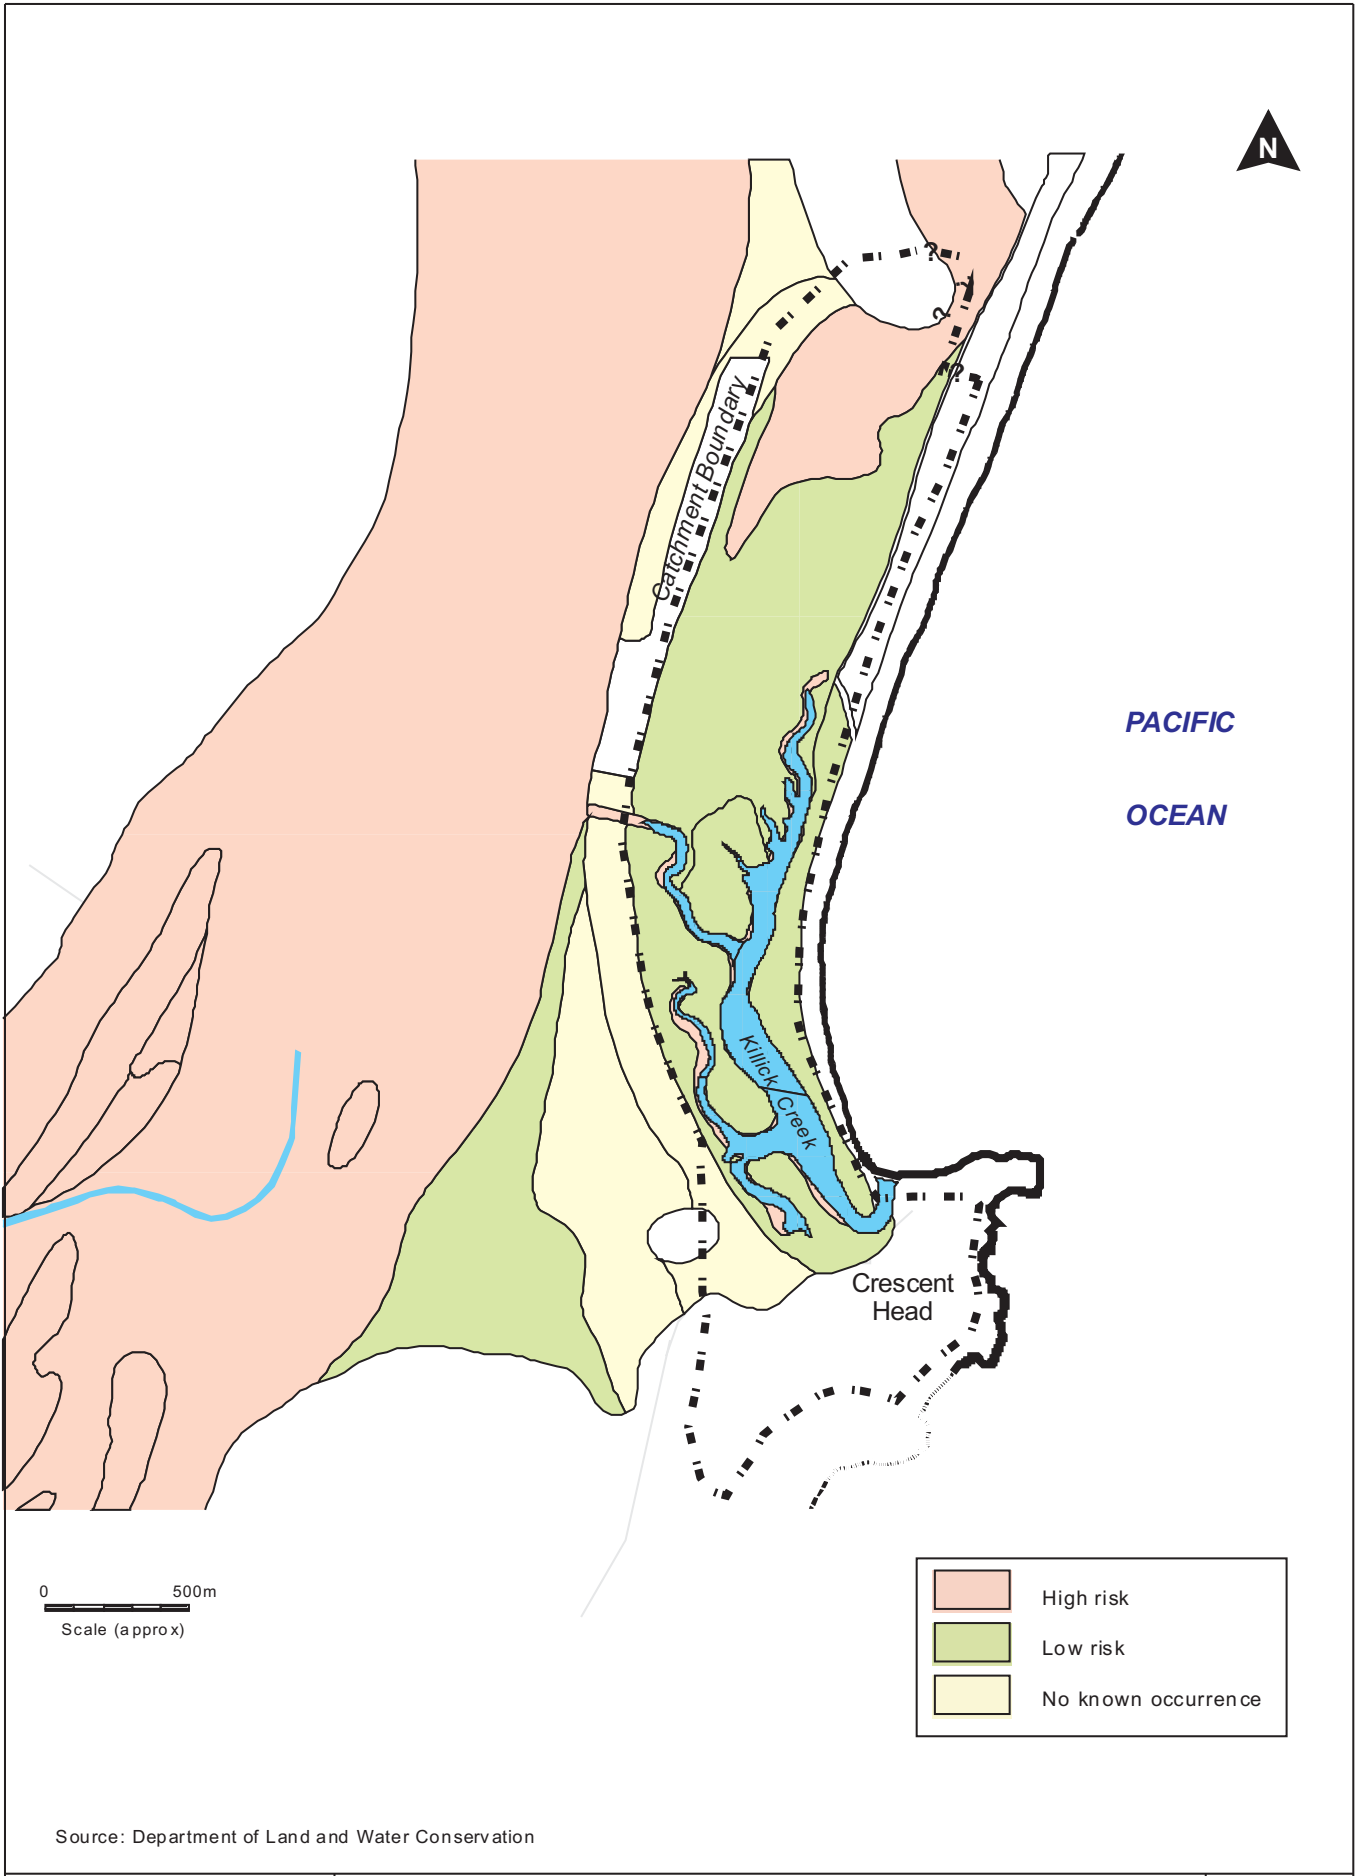 N
?
?
?
?
Catchment Boundary
PACIFIC
OCEAN
Killick
Creek
Crescent
Head
0 500m
Scale (approx)
High risk
Low risk
No known occurrence
Source: Department of Land and Water Conservation